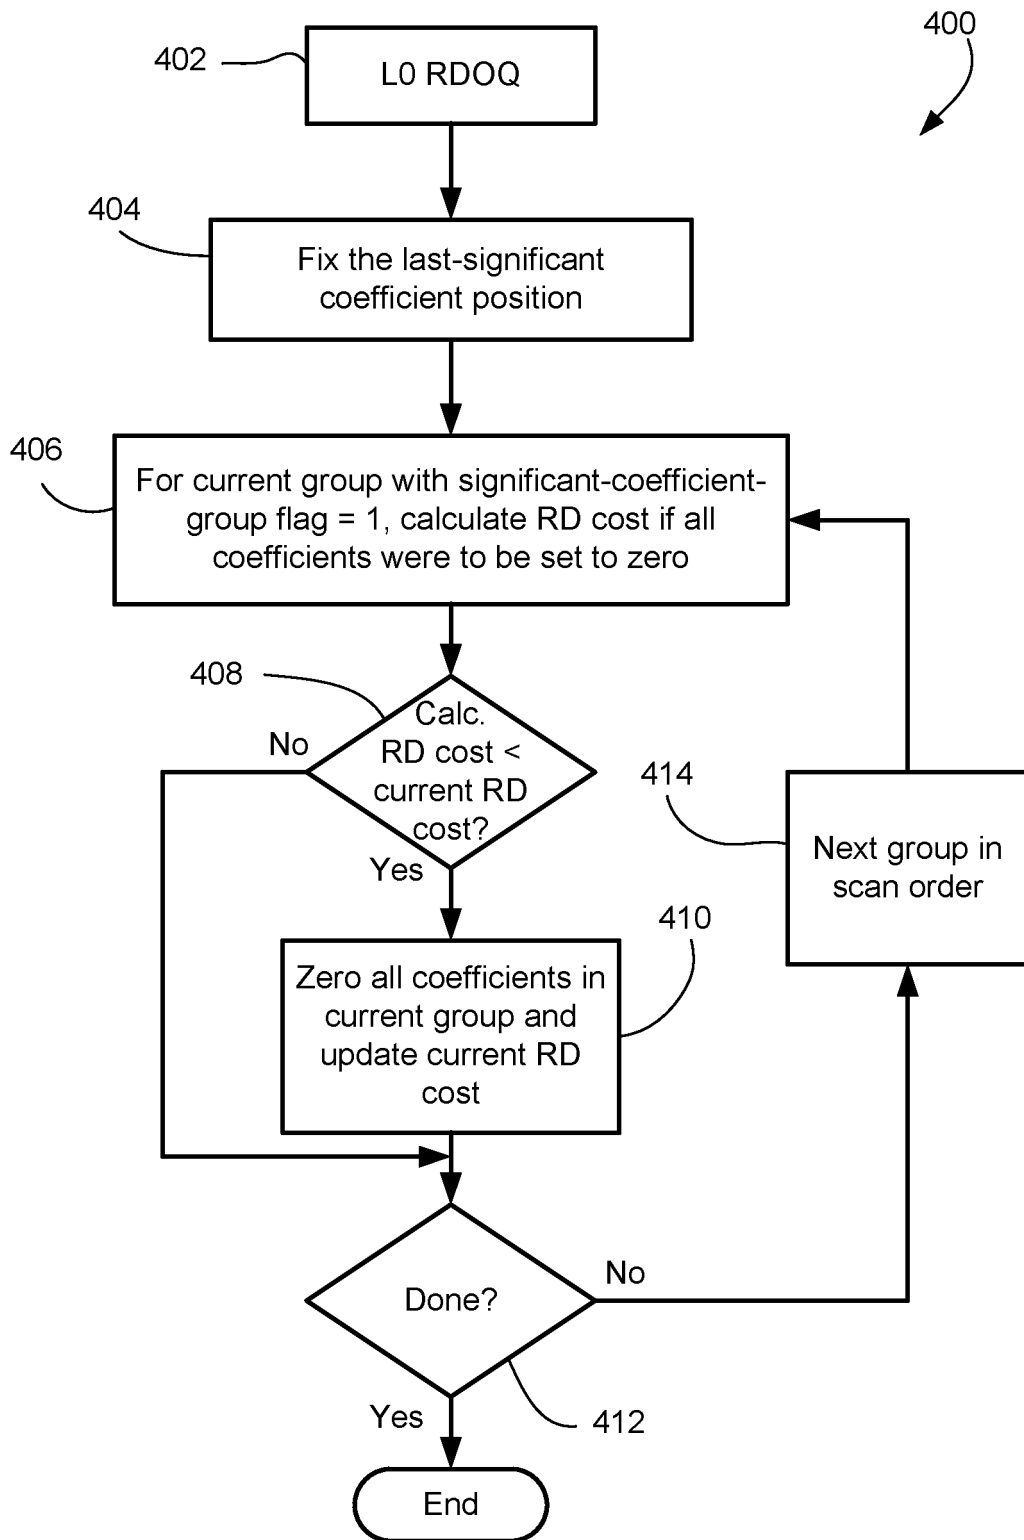 400
402
L0 RDOQ
404
Fix the last-significant
coefficient position
406
For current group with significant-coefficient-
group flag = 1, calculate RD cost if all
coefficients were to be set to zero
408
Calc.
RD cost <
current RD
cost?
No
Yes
414
Next group in
scan order
410
Zero all coefficients in
current group and
update current RD
cost
Done?
No
Yes
412
End